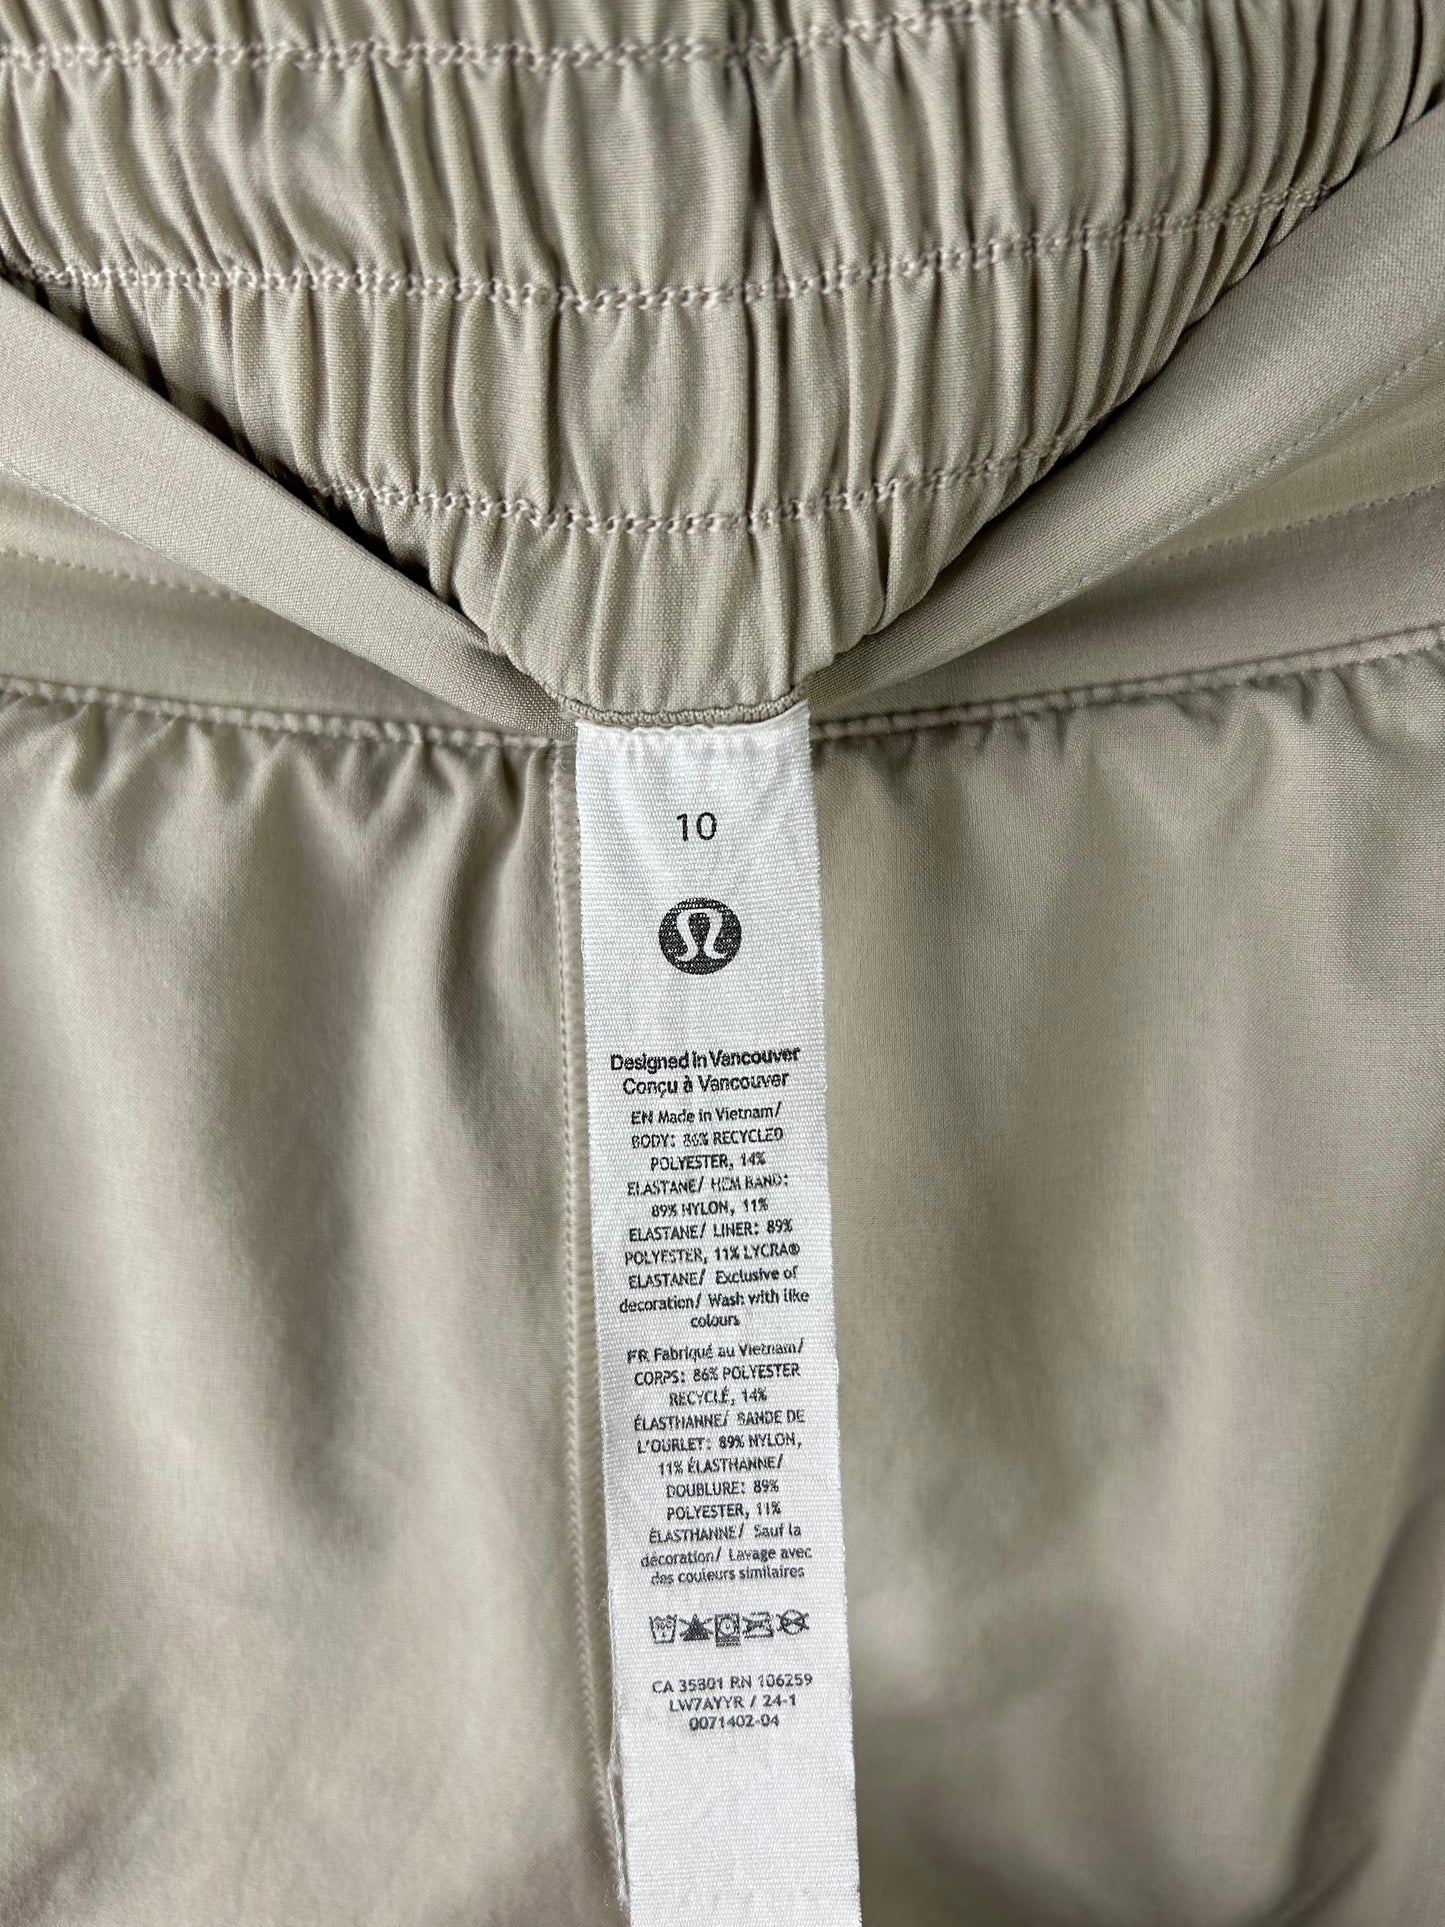 10
Designed in Vancouver
Conçu à Vancouver
EN Made in Vietnam/
BODY: 86% RECYCLED
POLYESTER, 14%
ELASTANE/ HEM BAND:
89% NYLON, 11%
ELASTANE/ LINER: 89%
POLYESTER, 11% LYCRA®
ELASTANE/ Exclusive of
decoration/ Wash with like
colours
FR Fabriqué au Vietnam/
CORPS: 86% POLYESTER
RECYCLÉ, 14%
ÉLASTHANNE/ BANDE DE
L'OURLET: 89% NYLON,
11% ÉLASTHANNE/
DOUBLURE: 89%
POLYESTER, 11%
ÉLASTHANNE/ Sauf la
décoration/ Lavage avec
des couleurs similaires
CA 35801 RN 106259
LW7AYYR / 24-1
0071402-04